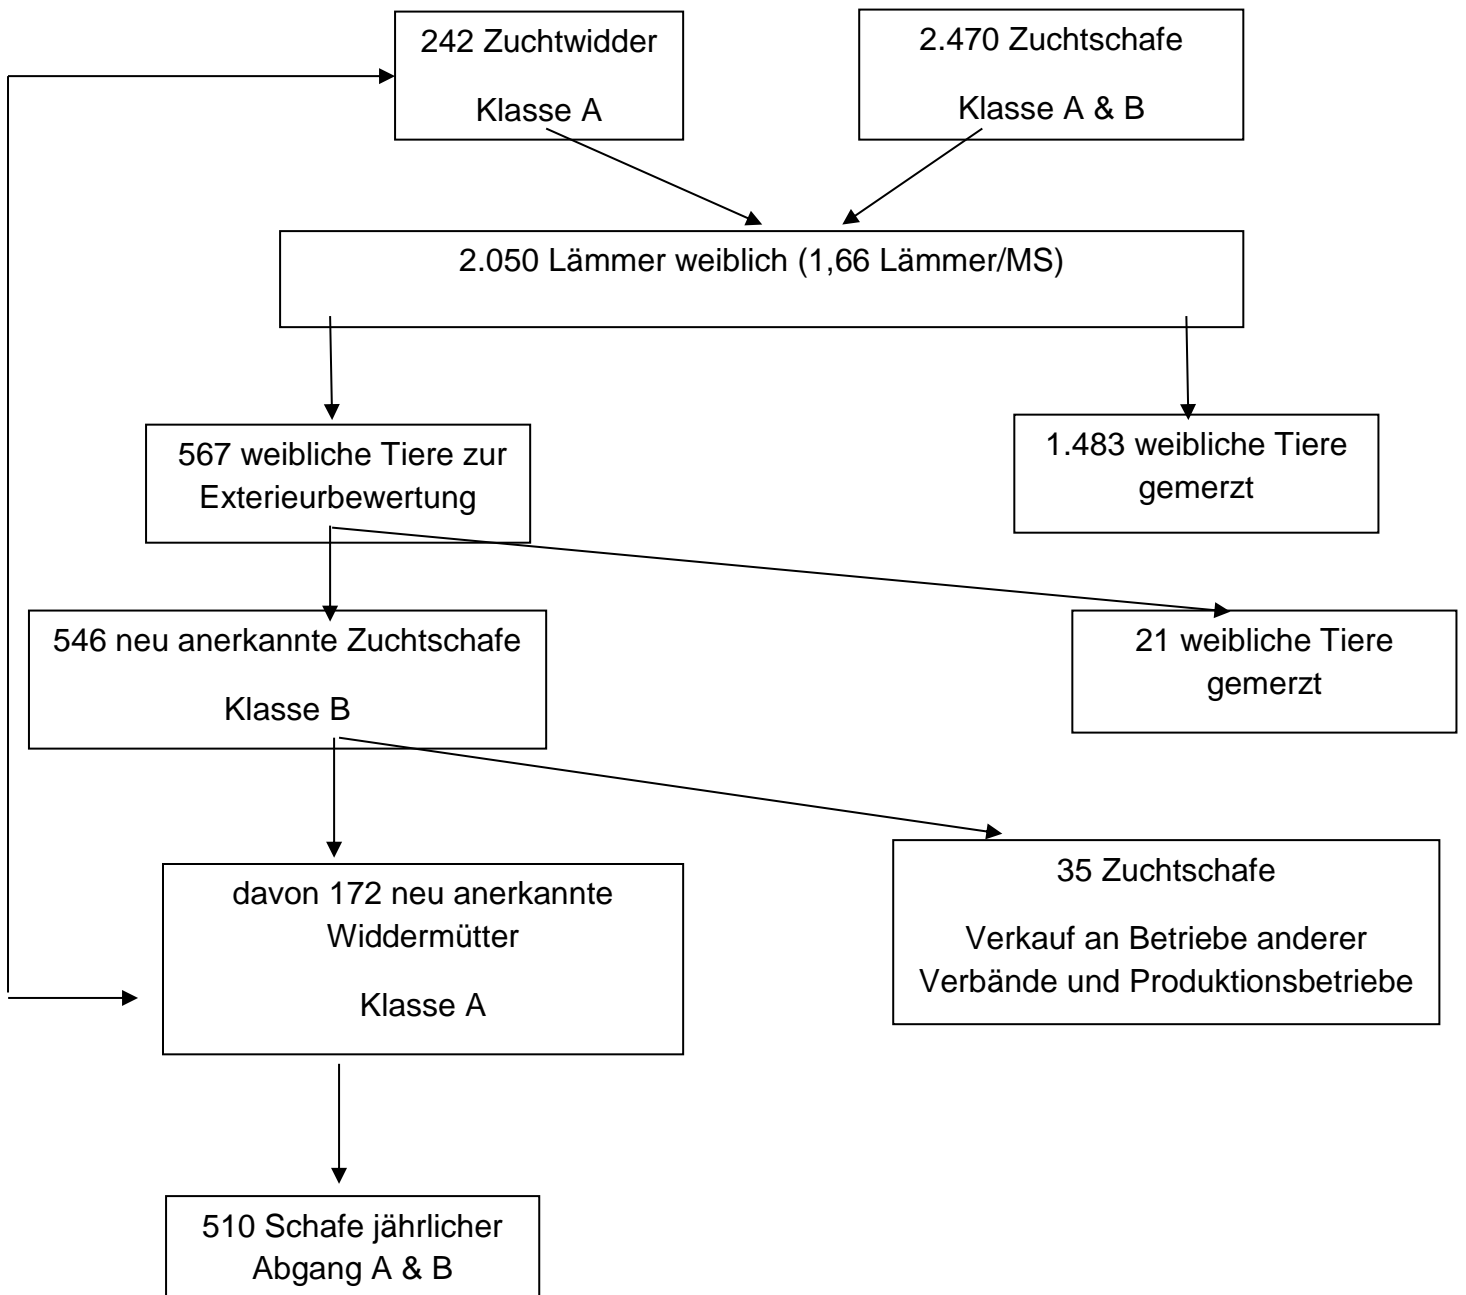 242 Zuchtwidder
Klasse A
2.470 Zuchtschafe
Klasse A & B
2.050 Lämmer weiblich (1,66 Lämmer/MS)
567 weibliche Tiere zur
Exterieurbewertung
1.483 weibliche Tiere
gemerzt
546 neu anerkannte Zuchtschafe
Klasse B
21 weibliche Tiere
gemerzt
davon 172 neu anerkannte
Widdermütter
Klasse A
35 Zuchtschafe
Verkauf an Betriebe anderer
Verbände und Produktionsbetriebe
510 Schafe jährlicher
Abgang A & B